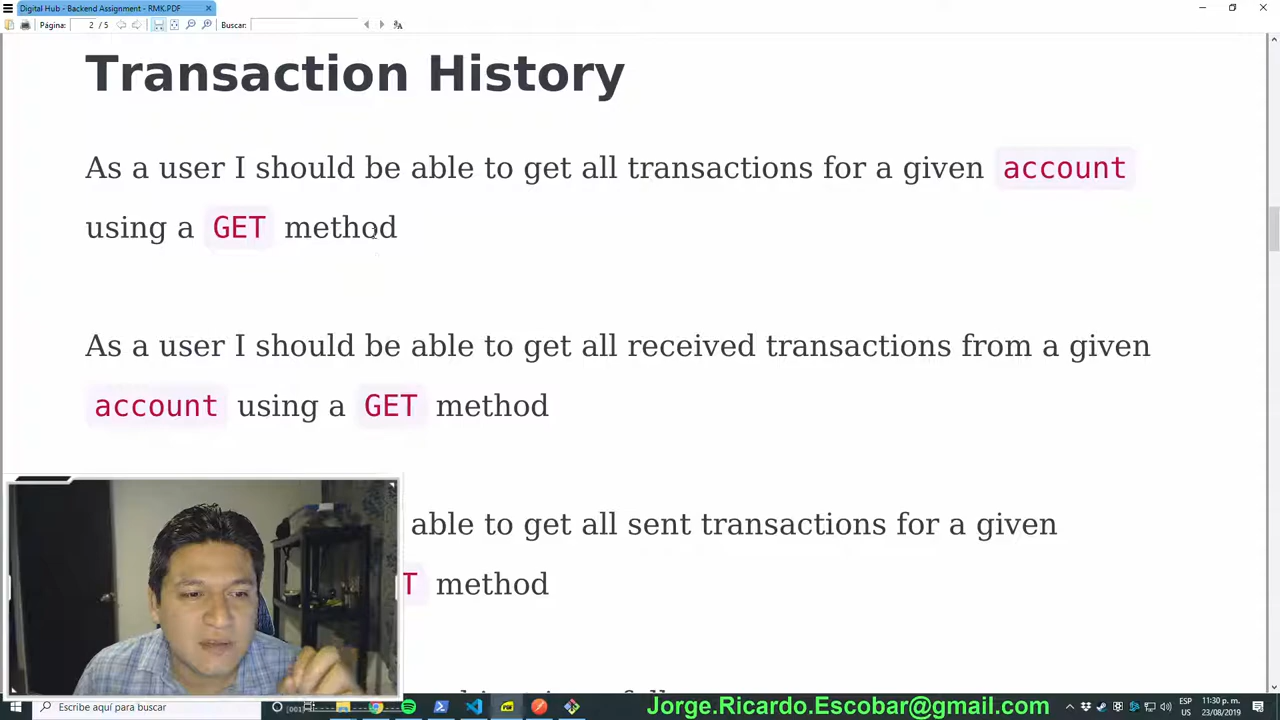 Digital Hub - Backend Assignment - RMK.PDF
Página: 2 / 5 Buscar:
Transaction History
As a user I should be able to get all transactions for a given account
using a GET method
As a user I should be able to get all received transactions from a given
account using a GET method
able to get all sent transactions for a given
T method
Escribe aquí para buscar
ESP
US
11:30 p. m.
23/08/2019
Jorge.Ricardo.Escobar@gmail.com